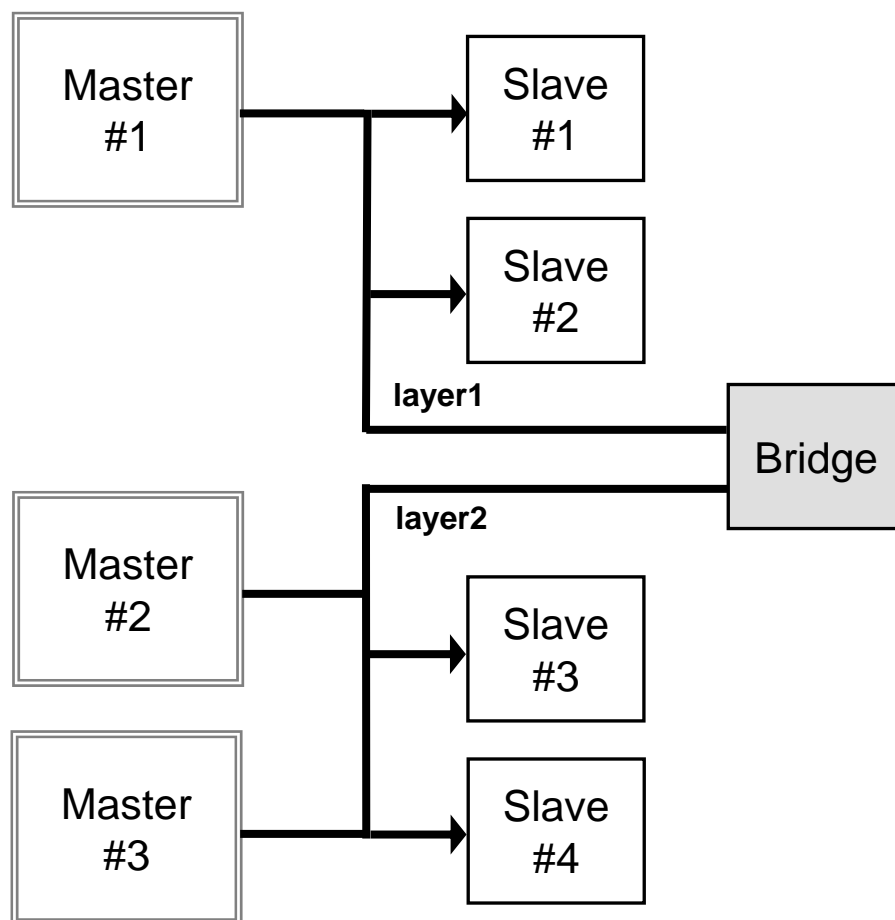 Master
#1
Slave
#1
Slave
#2
layer1
Bridge
layer2
Master
#2
Slave
#3
Master
#3
Slave
#4